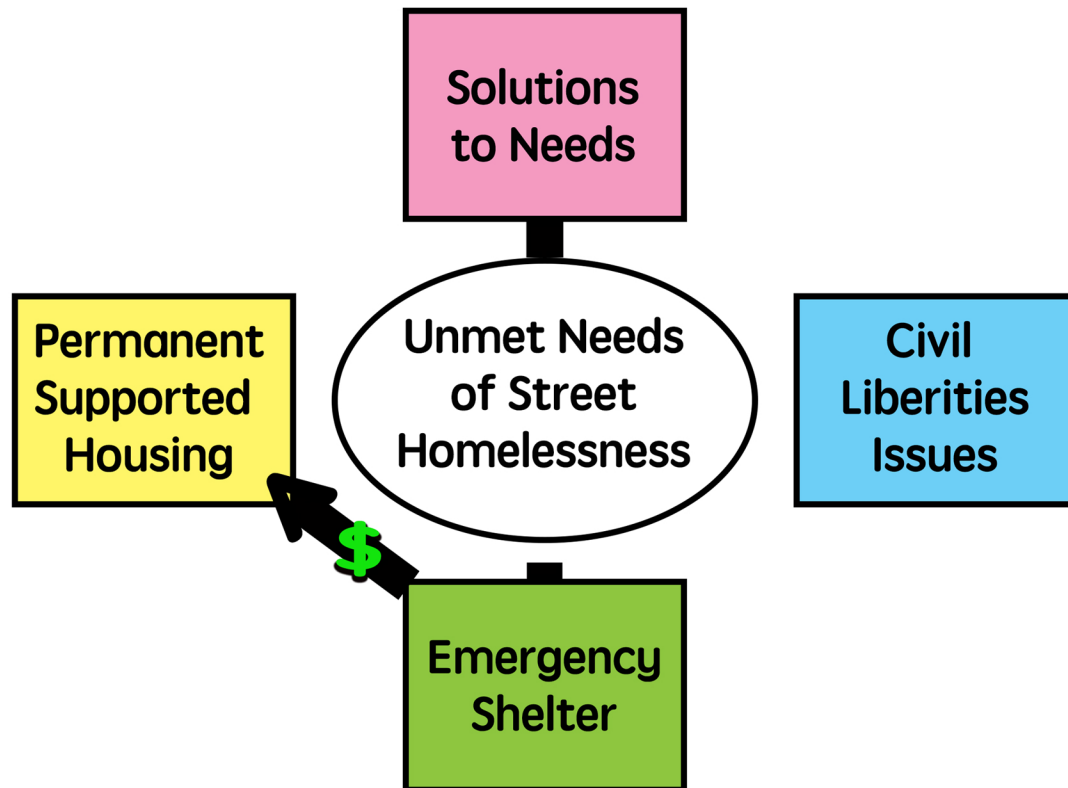 Solutions
to Needs
Permanent
Supported
Housing
Unmet Needs
of Street
Homelessness
Civil
Liberities
Issues
$
Emergency
Shelter